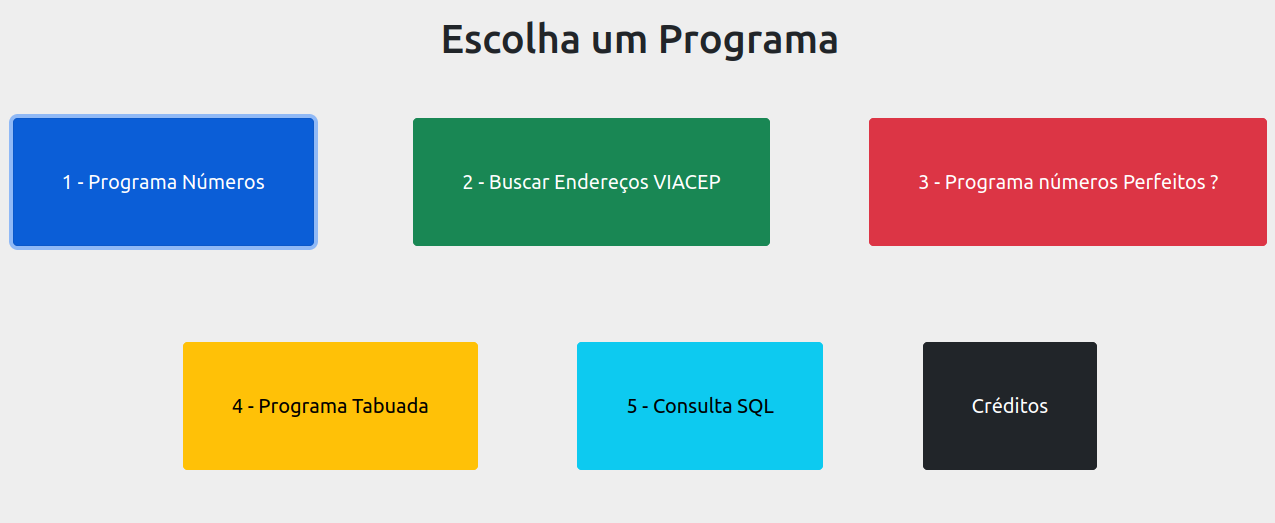 Escolha um Programa
1 - Programa Números
2 - Buscar Endereços VIACEP
3 - Programa números Perfeitos ?
4 - Programa Tabuada
5 - Consulta SQL
Créditos